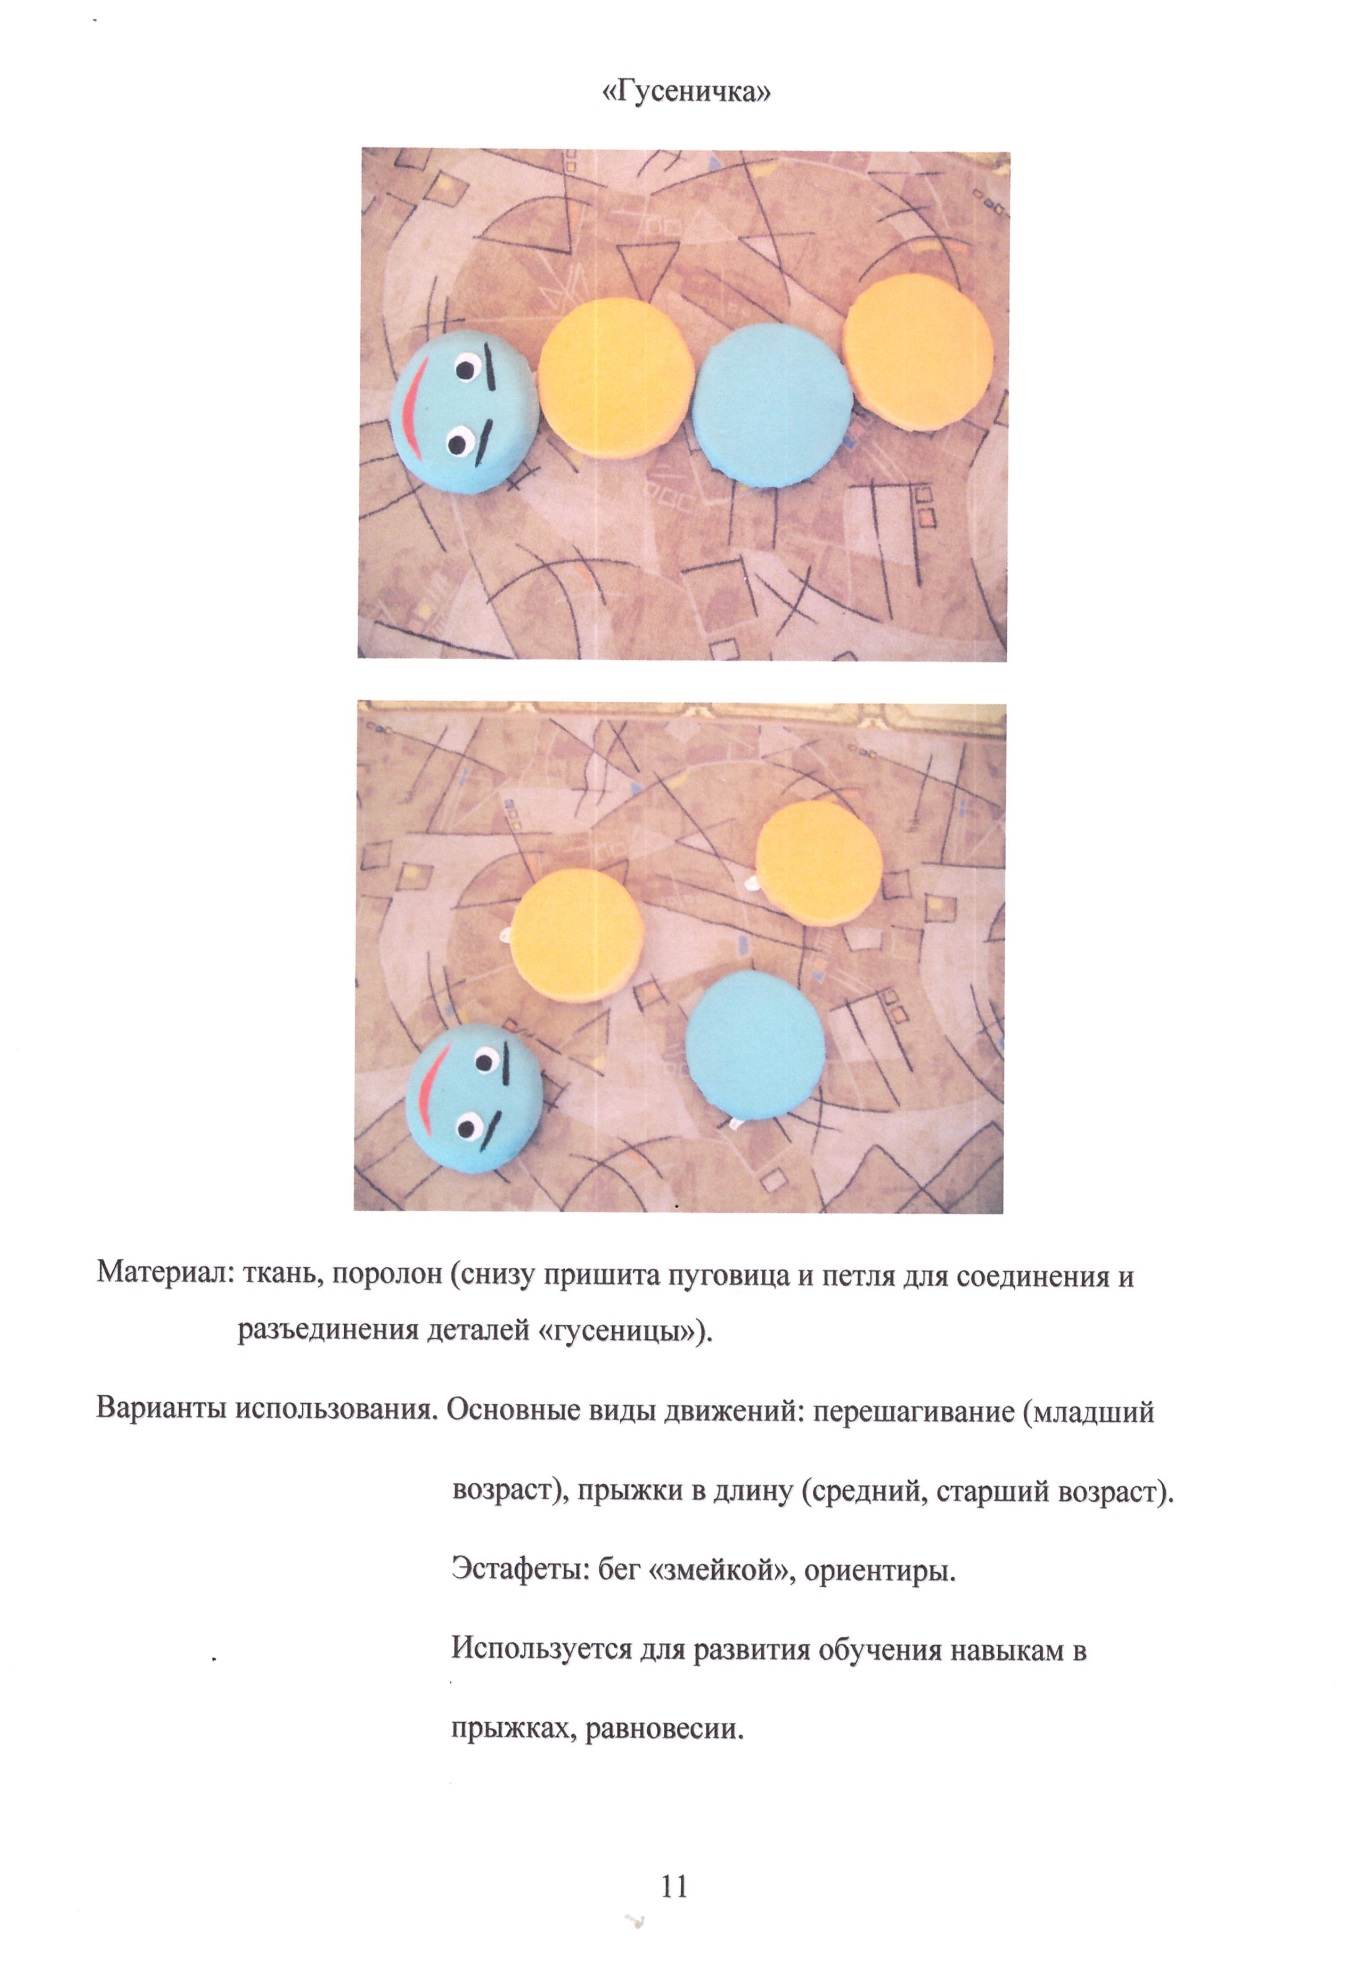 «Гусеничка»
Материал: ткань, поролон (снизу пришита пуговица и петля для соединения и
разъединения деталей «гусеницы»).
Варианты использования. Основные виды движений: перешагивание (младший
возраст), прыжки в длину (средний, старший возраст).
Эстафеты: бег «змейкой», ориентиры.
Используется для развития обучения навыкам в
прыжках, равновесии.
11